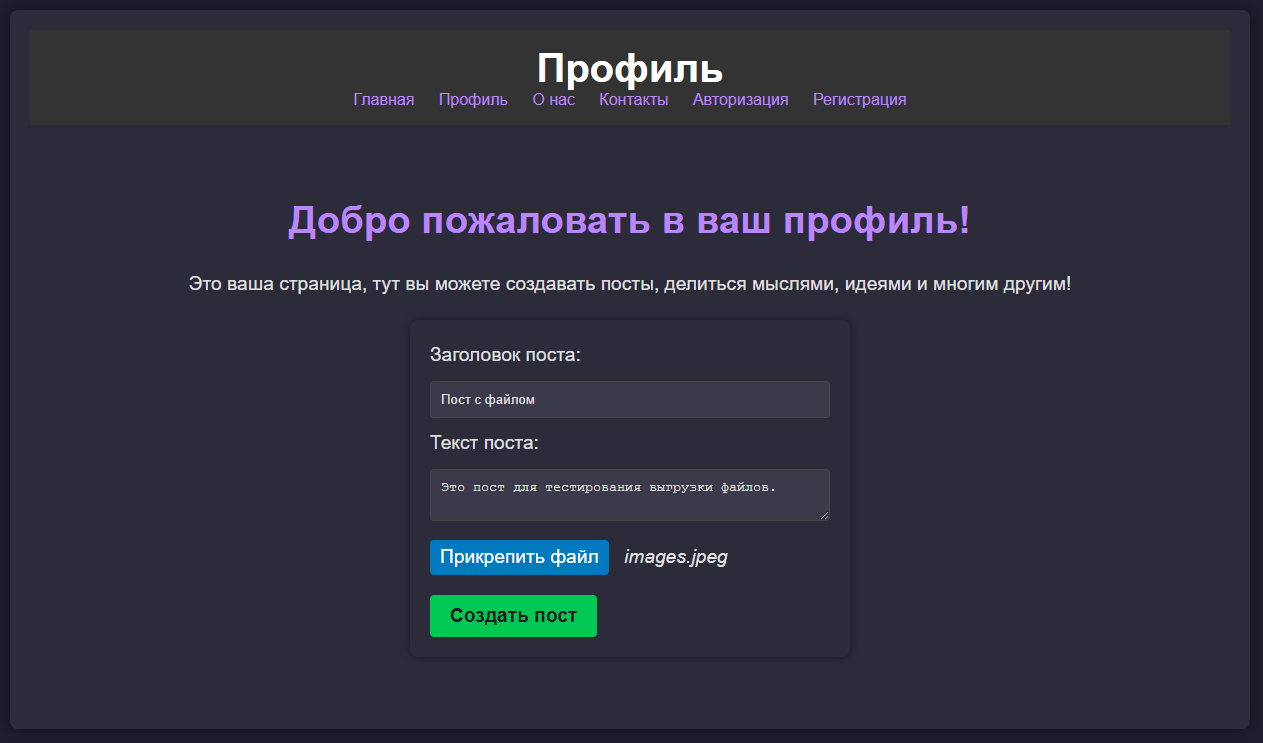 Профиль
Главная Профиль О нас Контакты Авторизация Регистрация
Добро пожаловать в ваш профиль!
Это ваша страница, тут вы можете создавать посты, делиться мыслями, идеями и многим другим!
Заголовок поста:
Пост с файлом
Текст поста:
Это пост для тестирования выгрузки файлов.
Прикрепить файл images.jpeg
Создать пост